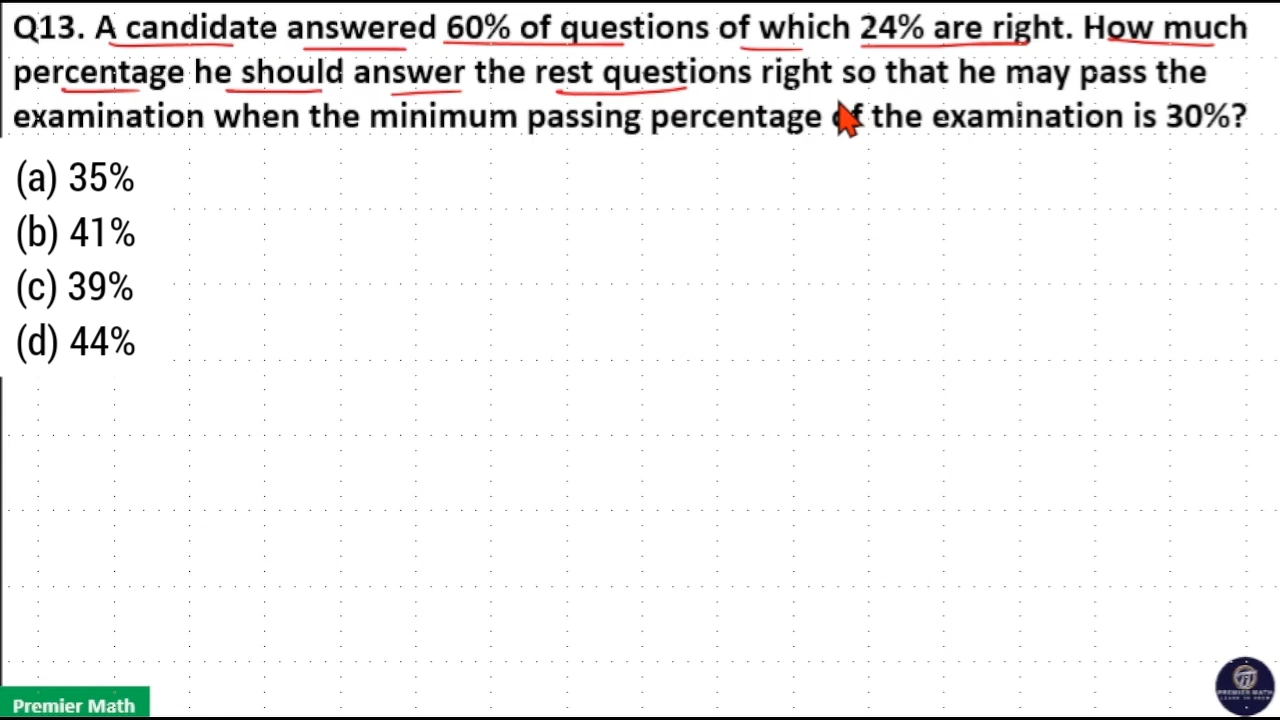 Q13. A candidate answered 60% of questions of which 24% are right. How much
percentage he should answer the rest questions right so that he may pass the
examination when the minimum passing percentage of the examination is 30%?
(a) 35%
(b) 41%
(c) 39%
(d) 44%
Premier Math
PREMIER MATH